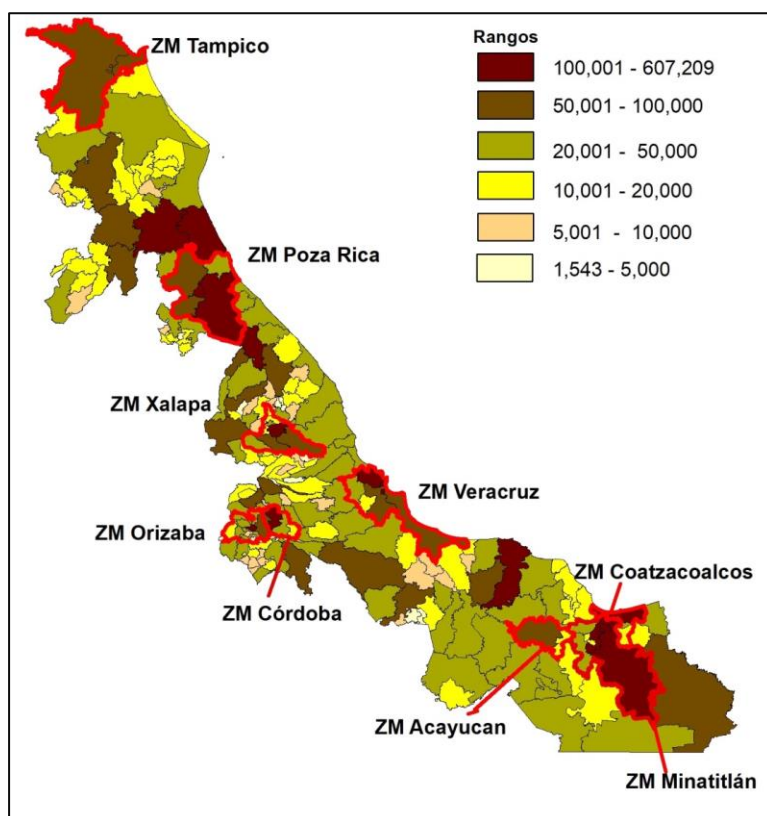 ZM Tampico
Rangos
100,001 - 607,209
50,001 - 100,000
20,001 - 50,000
10,001 - 20,000
5,001 - 10,000
1,543 - 5,000
ZM Poza Rica
ZM Xalapa
ZM Veracruz
ZM Orizaba
ZM Coatzacoalcos
ZM Córdoba
ZM Acayucan
ZM Minatitlán